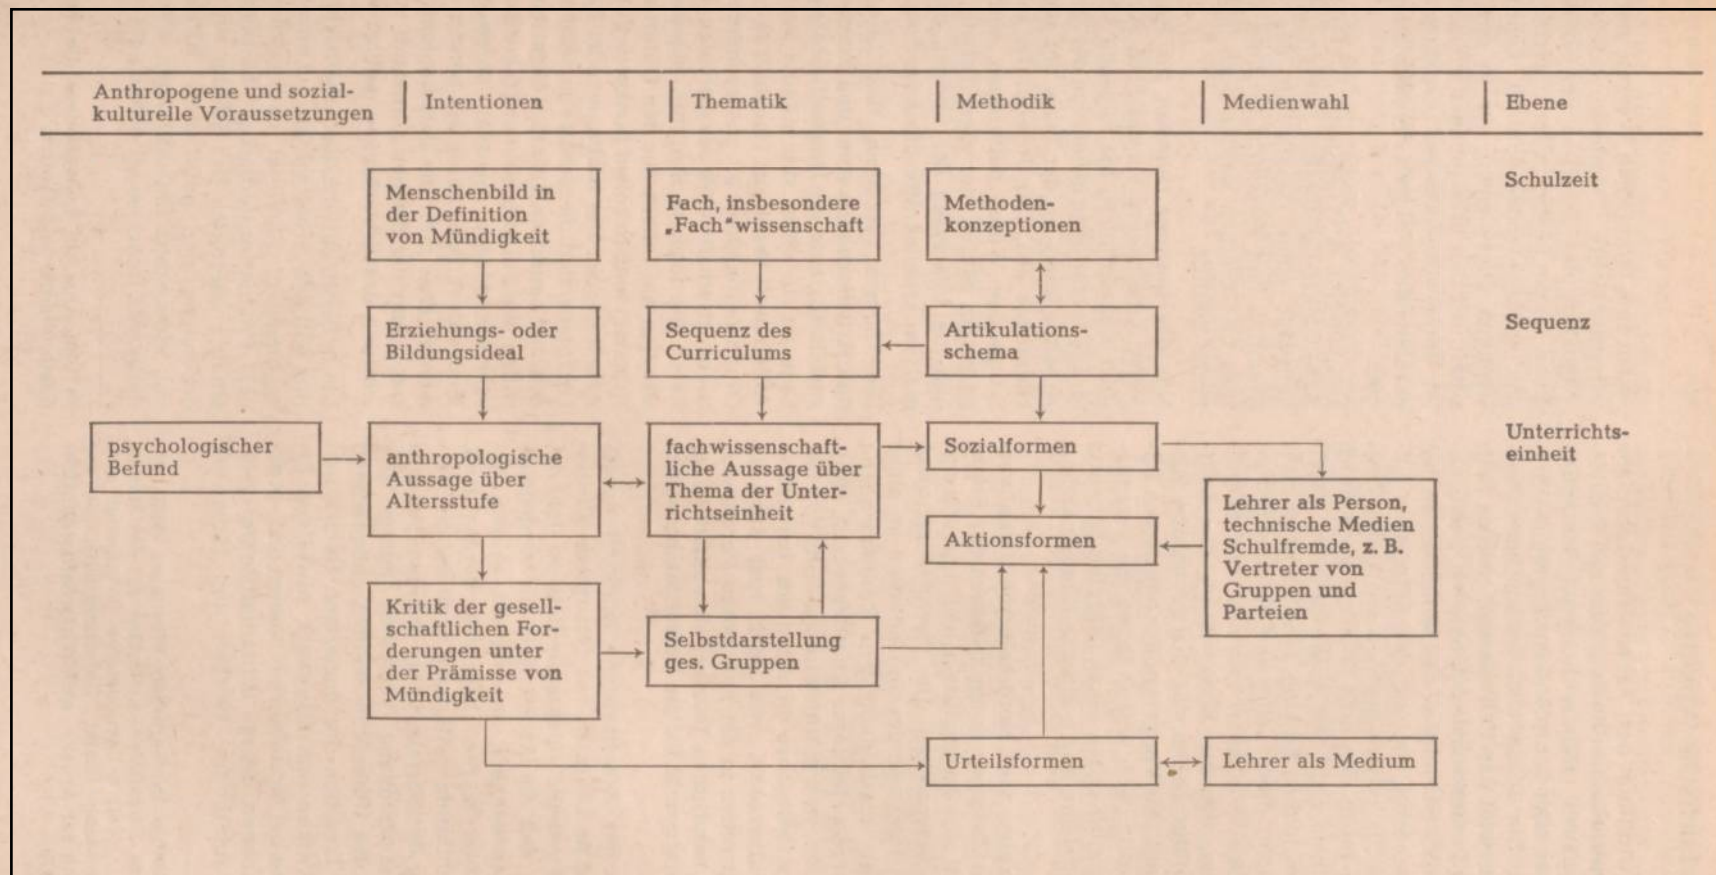 Anthropogene und sozial-
kulturelle Voraussetzungen
Intentionen
Thematik
Methodik
Medienwahl
Ebene
Menschenbild in
der Definition
von Mündigkeit
Fach, insbesondere
„Fach“wissenschaft
Methoden-
konzeptionen
Schulzeit
Erziehungs- oder
Bildungsideal
Sequenz des
Curriculums
Artikulations-
schema
Sequenz
psychologischer
Befund
anthropologische
Aussage über
Altersstufe
fachwissenschaft-
liche Aussage über
Thema der Unter-
richtseinheit
Sozialformen
Unterrichts-
einheit
Aktionsformen
Lehrer als Person,
technische Medien
Schulfremde, z. B.
Vertreter von
Gruppen und
Parteien
Kritik der gesell-
schaftlichen For-
derungen unter
der Prämisse von
Mündigkeit
Selbstdarstellung
ges. Gruppen
Urteilsformen
Lehrer als Medium